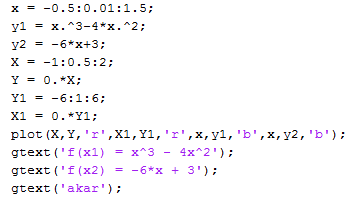 x = -0.5:0.01:1.5;
y1 = x.^3-4*x.^2;
y2 = -6*x+3;
X = -1:0.5:2;
Y = 0.*X;
Y1 = -6:1:6;
X1 = 0.*Y1;
plot(X,Y,'r',X1,Y1,'r',x,y1,'b',x,y2,'b');
gtext('f(x1) = x^3 - 4x^2');
gtext('f(x2) = -6*x + 3');
gtext('akar');